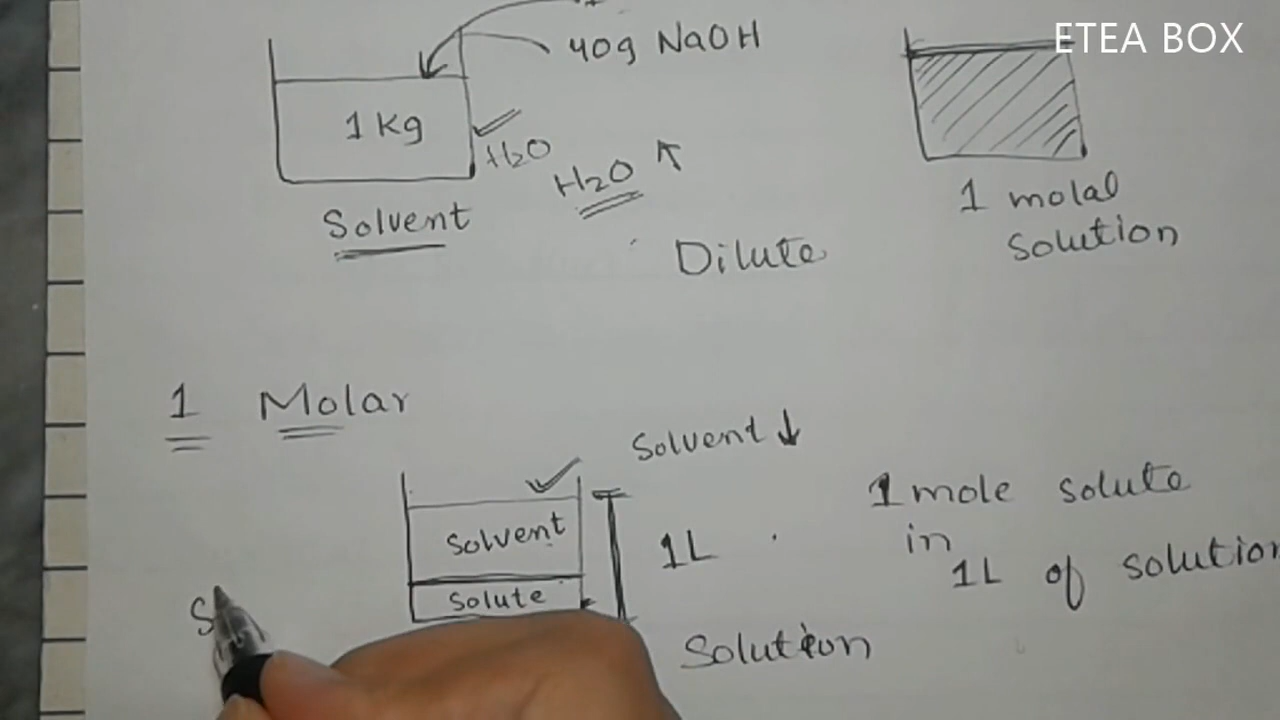 ETEA BOX
40g NaOH
1 Kg
H₂O
H₂O ↑
Solvent
Dilute
1 molal
Solution
1 Molar
Solvent ↓
Solvent
Solute
1L
1 mole solute
in
1L of solution
Solution
S